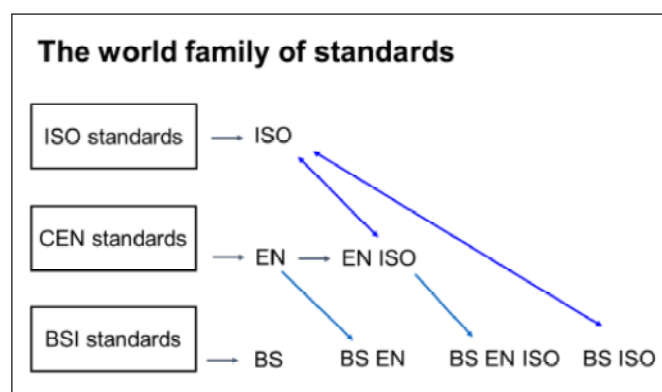 The world family of standards
ISO standards ISO
CEN standards EN EN ISO
BSI standards BS BS EN BS EN ISO BS ISO